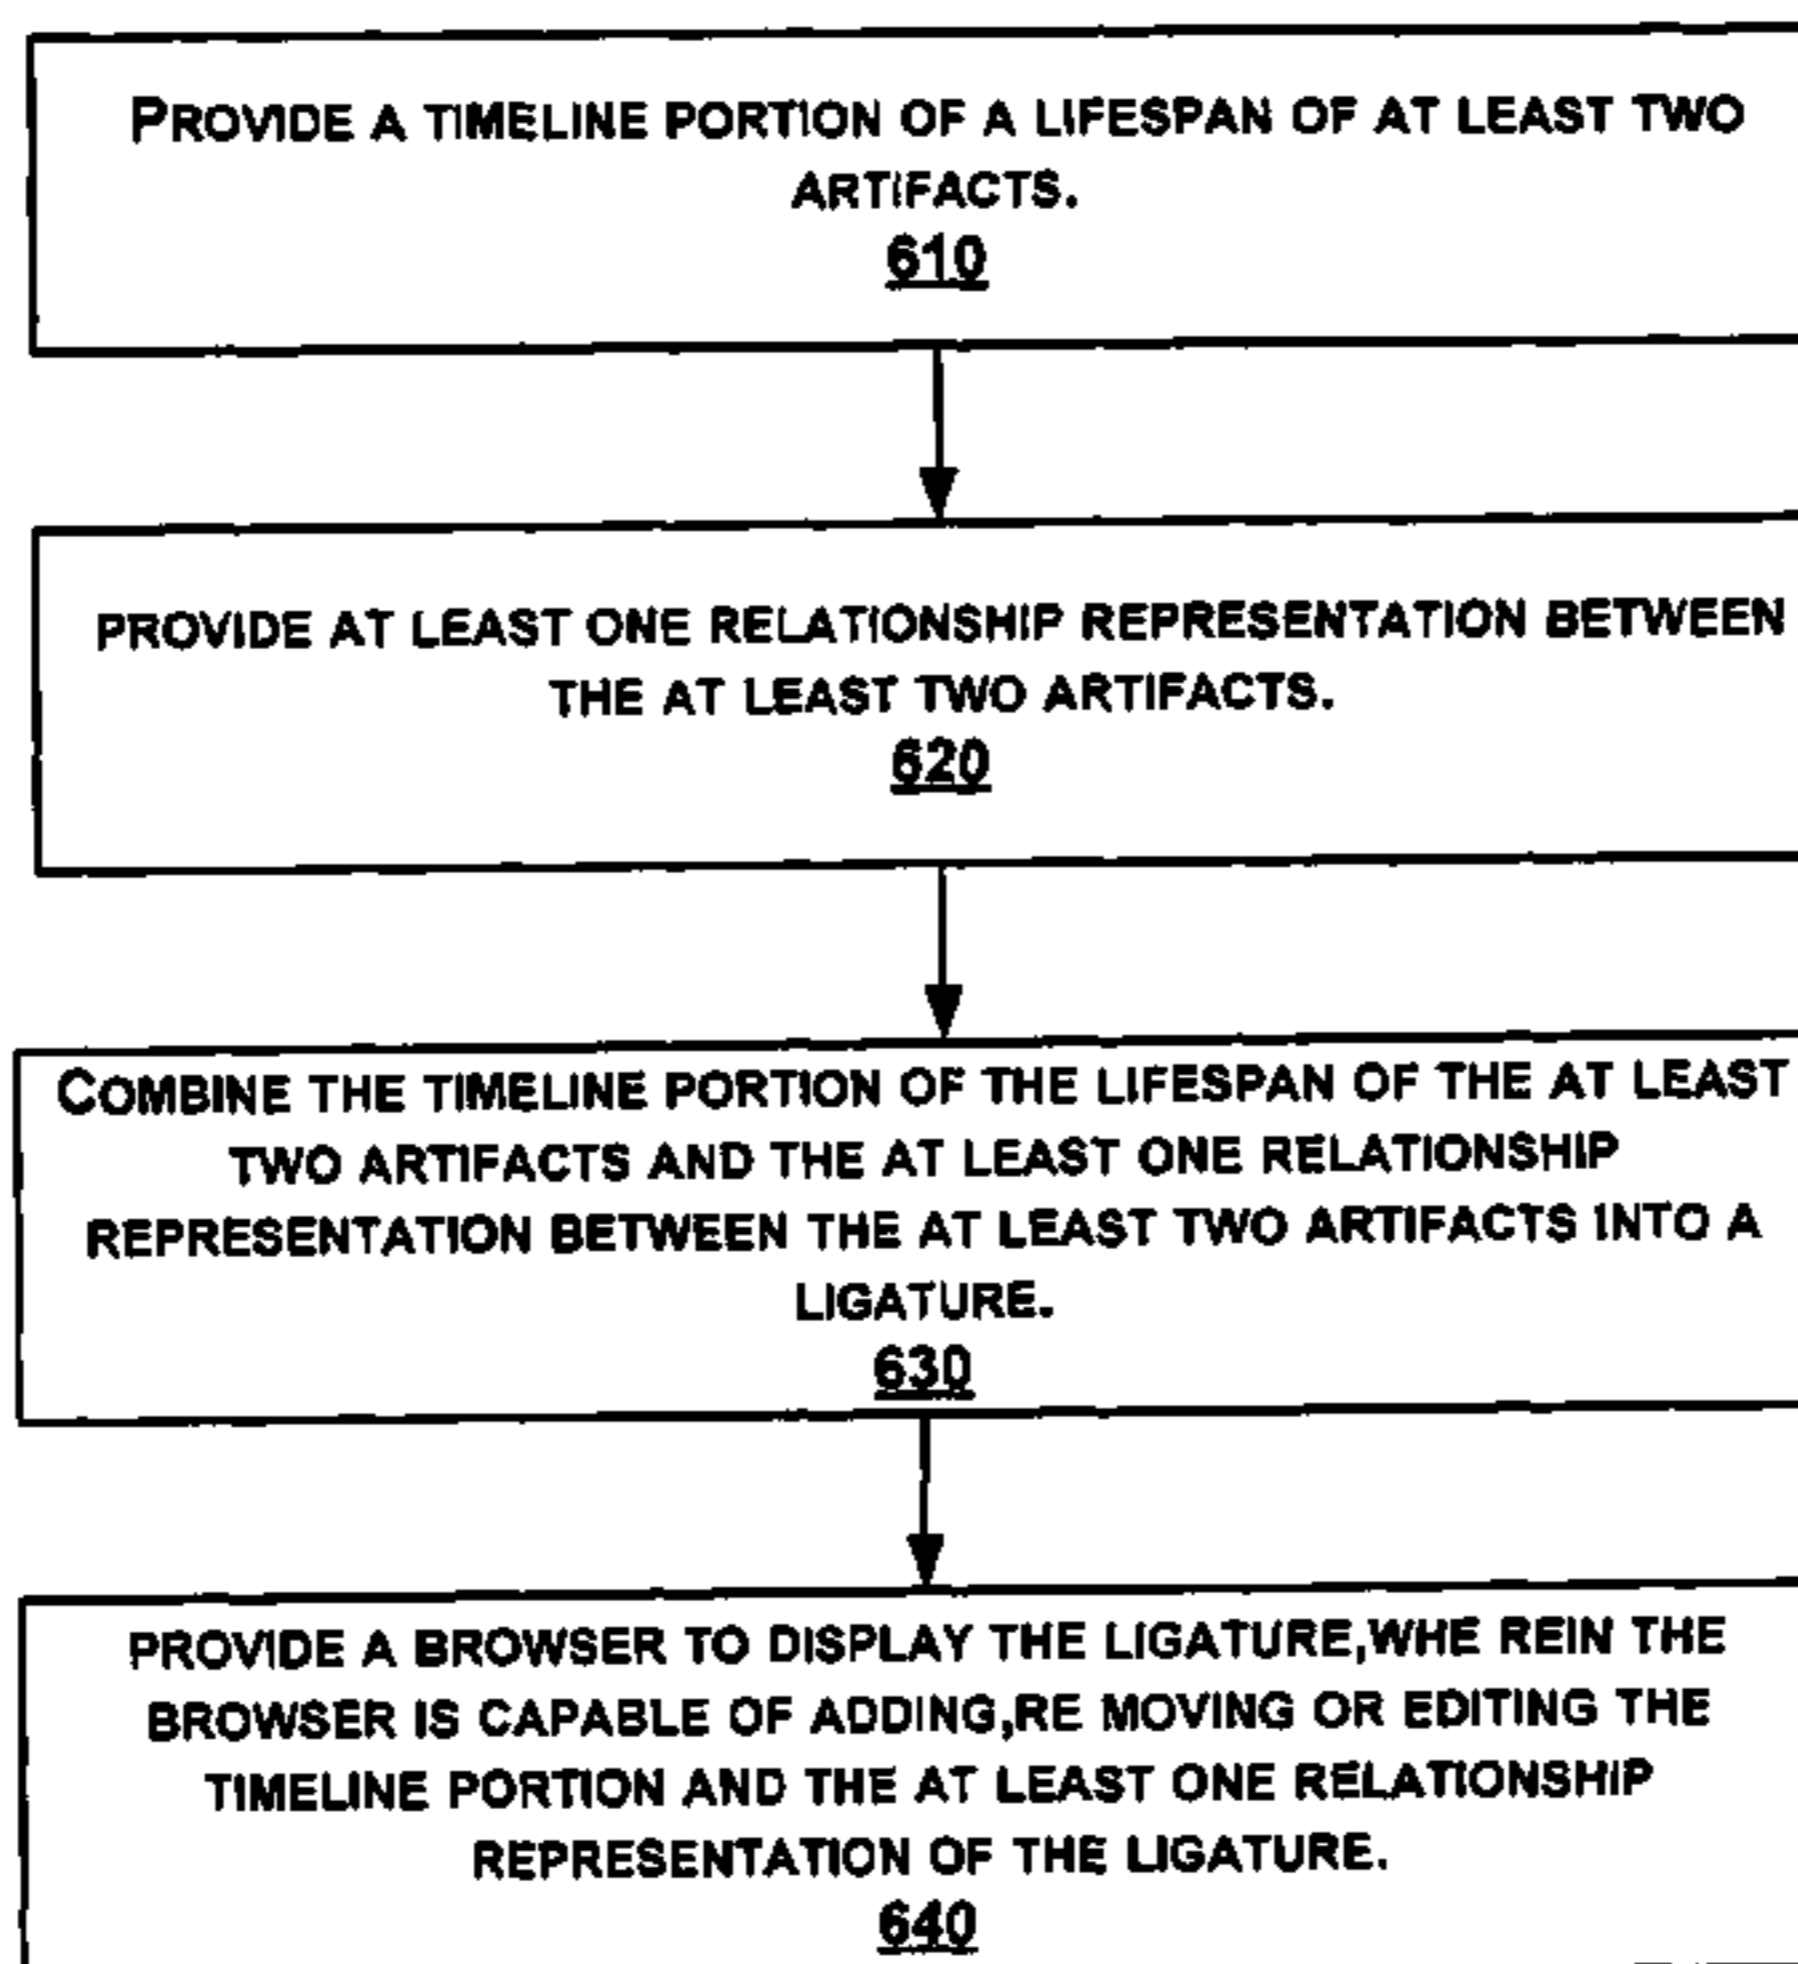 PROVIDE A TIMELINE PORTION OF A LIFESPAN OF AT LEAST TWO
ARTIFACTS.
610
PROVIDE AT LEAST ONE RELATIONSHIP REPRESENTATION BETWEEN
THE AT LEAST TWO ARTIFACTS.
620
COMBINE THE TIMELINE PORTION OF THE LIFESPAN OF THE AT LEAST
TWO ARTIFACTS AND THE AT LEAST ONE RELATIONSHIP
REPRESENTATION BETWEEN THE AT LEAST TWO ARTIFACTS INTO A
LIGATURE.
630
PROVIDE A BROWSER TO DISPLAY THE LIGATURE,WHE REIN THE
BROWSER IS CAPABLE OF ADDING,RE MOVING OR EDITING THE
TIMELINE PORTION AND THE AT LEAST ONE RELATIONSHIP
REPRESENTATION OF THE LIGATURE.
640